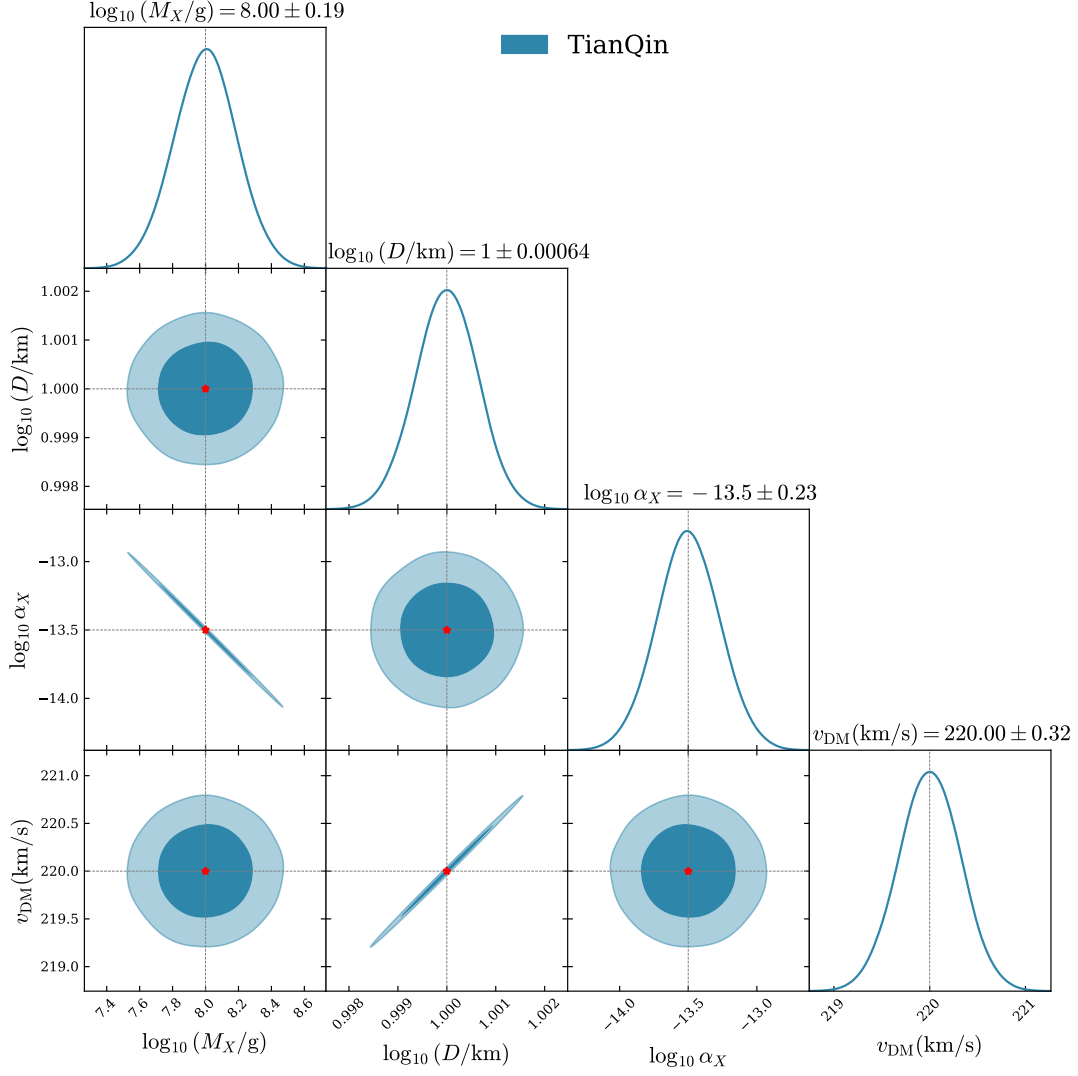 log₁₀ (M_X/g) = 8.00 ± 0.19
TianQin
log₁₀ (D/km) = 1 ± 0.00064
1.002
1.001
1.000
0.999
0.998
log₁₀ (D/km)
log₁₀ α_X = −13.5 ± 0.23
−13.0
−13.5
−14.0
log₁₀ α_X
v_DM(km/s) = 220.00 ± 0.32
221.0
220.5
220.0
219.5
219.0
v_DM(km/s)
7.4 7.6 7.8 8.0 8.2 8.4 8.6
0.998 0.999 1.000 1.001 1.002
−14.0 −13.5 −13.0
219 220 221
log₁₀ (M_X/g)
log₁₀ (D/km)
log₁₀ α_X
v_DM(km/s)